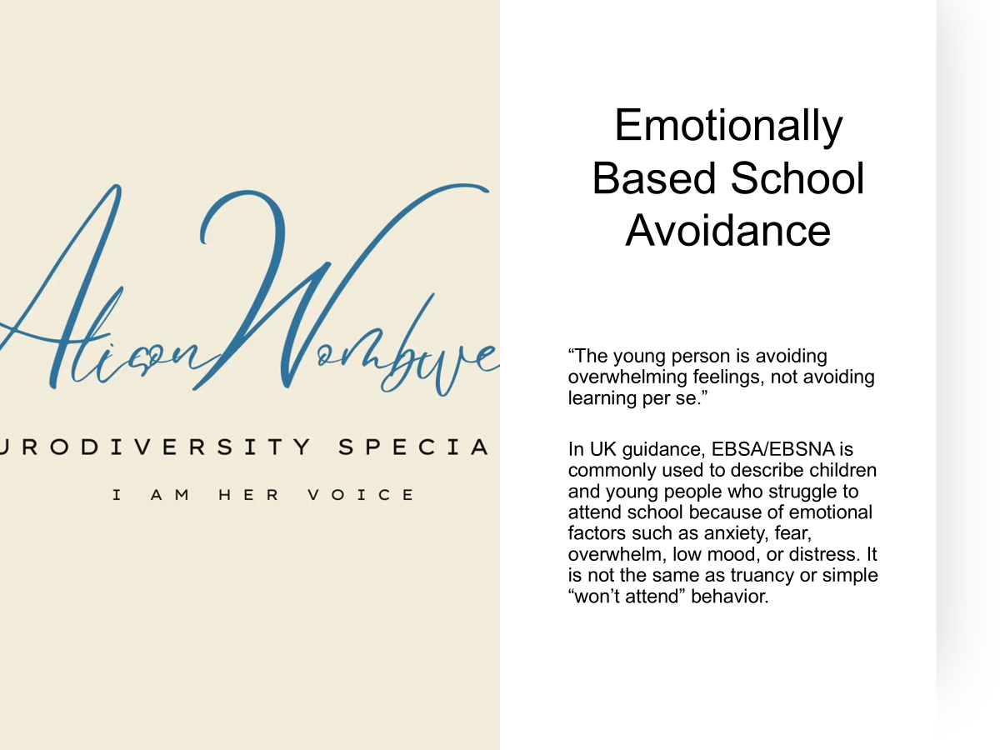 Alison Wombwe
URODIVERSITY SPECIA
I AM HER VOICE
Emotionally
Based School
Avoidance
“The young person is avoiding
overwhelming feelings, not avoiding
learning per se.”
In UK guidance, EBSA/EBSNA is
commonly used to describe children
and young people who struggle to
attend school because of emotional
factors such as anxiety, fear,
overwhelm, low mood, or distress. It
is not the same as truancy or simple
“won’t attend” behavior.